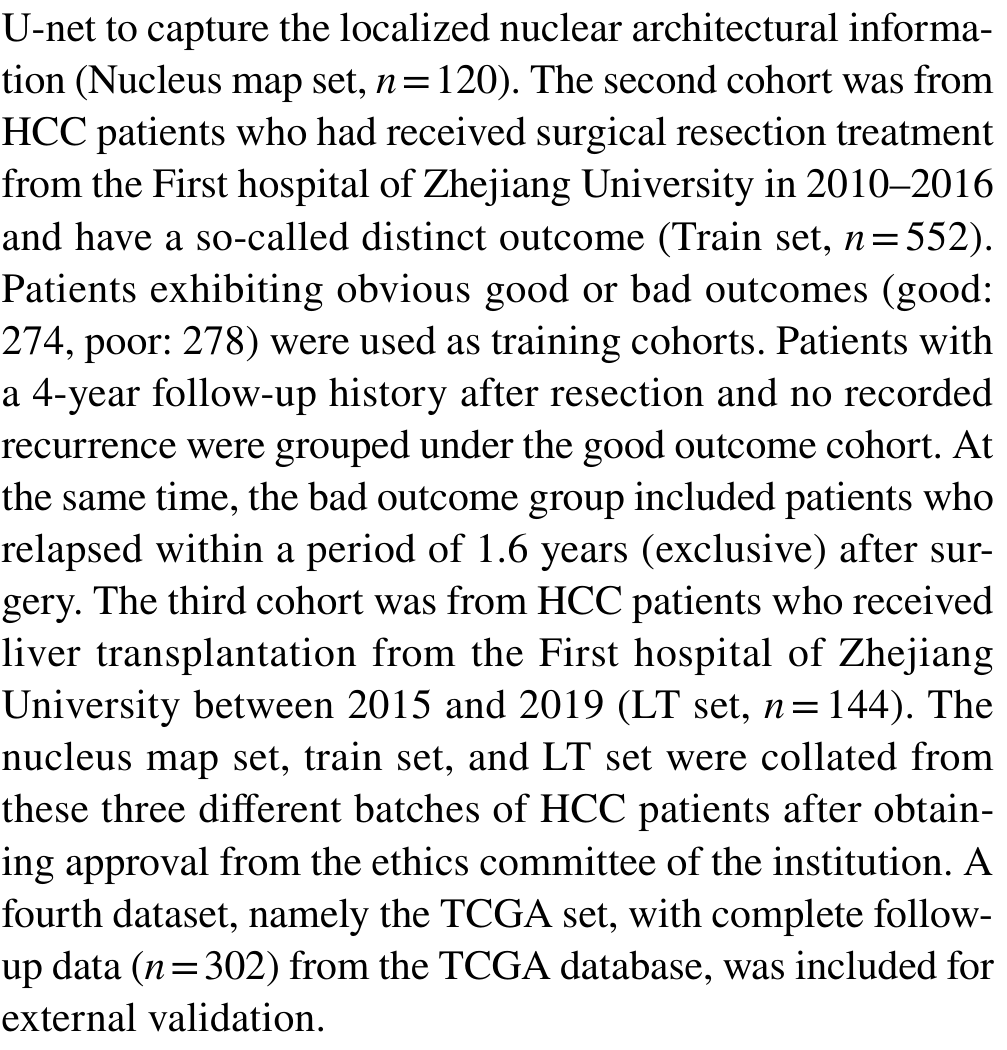 U-net to capture the localized nuclear architectural informa-
tion (Nucleus map set, n = 120). The second cohort was from
HCC patients who had received surgical resection treatment
from the First hospital of Zhejiang University in 2010–2016
and have a so-called distinct outcome (Train set, n = 552).
Patients exhibiting obvious good or bad outcomes (good:
274, poor: 278) were used as training cohorts. Patients with
a 4-year follow-up history after resection and no recorded
recurrence were grouped under the good outcome cohort. At
the same time, the bad outcome group included patients who
relapsed within a period of 1.6 years (exclusive) after sur-
gery. The third cohort was from HCC patients who received
liver transplantation from the First hospital of Zhejiang
University between 2015 and 2019 (LT set, n = 144). The
nucleus map set, train set, and LT set were collated from
these three different batches of HCC patients after obtain-
ing approval from the ethics committee of the institution. A
fourth dataset, namely the TCGA set, with complete follow-
up data (n = 302) from the TCGA database, was included for
external validation.